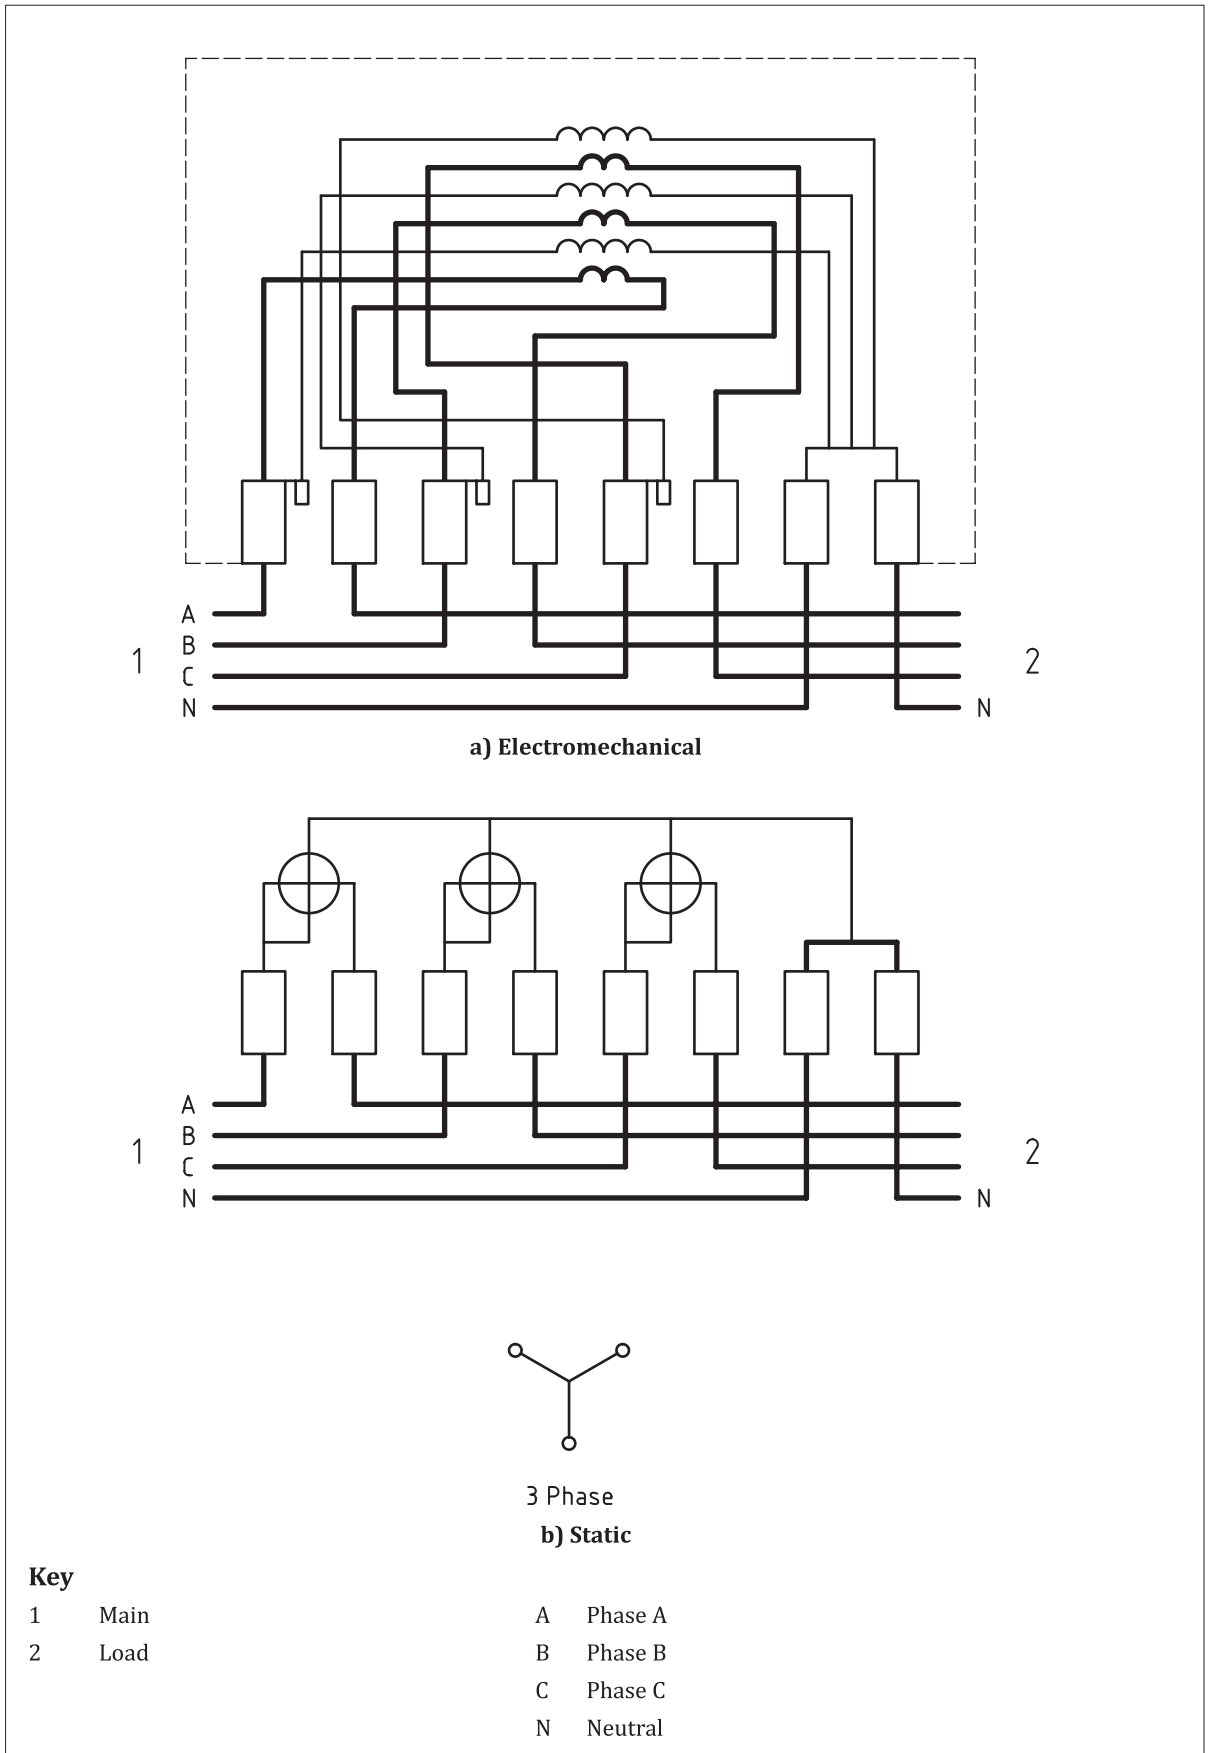 A
B
1
2
C
N
N
a) Electromechanical
A
B
1
2
C
N
N
3 Phase
b) Static
Key
1 Main
A Phase A
2 Load
B Phase B
C Phase C
N Neutral